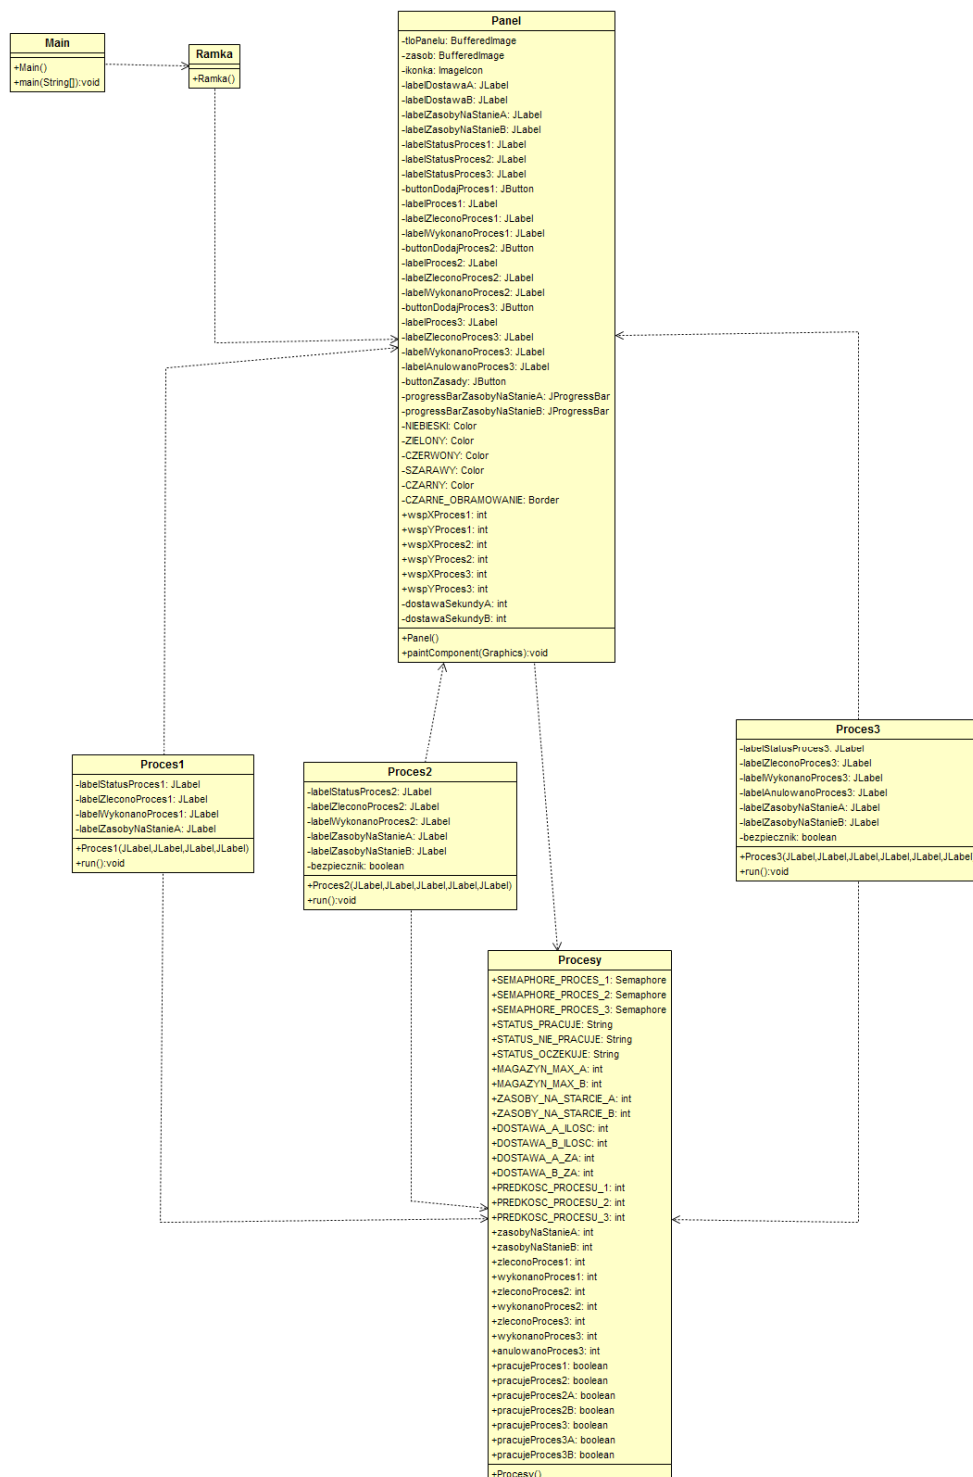 Main
+Main()
+main(String[]):void
Ramka
+Ramka()
Panel
-tloPanelu: BufferedImage
-zasob: BufferedImage
-ikonka: ImageIcon
-labelDostawaA: JLabel
-labelDostawaB: JLabel
-labelZasobyNaStanieA: JLabel
-labelZasobyNaStanieB: JLabel
-labelStatusProces1: JLabel
-labelStatusProces2: JLabel
-labelStatusProces3: JLabel
-buttonDodajProces1: JButton
-labelProces1: JLabel
-labelZleconoProces1: JLabel
-labelWykonanoProces1: JLabel
-buttonDodajProces2: JButton
-labelProces2: JLabel
-labelZleconoProces2: JLabel
-labelWykonanoProces2: JLabel
-buttonDodajProces3: JButton
-labelProces3: JLabel
-labelZleconoProces3: JLabel
-labelWykonanoProces3: JLabel
-labelAnulowanoProces3: JLabel
-buttonZasady: JButton
-progressBarZasobyNaStanieA: JProgressBar
-progressBarZasobyNaStanieB: JProgressBar
-NIEBIESKI: Color
-ZIELONY: Color
-CZERWONY: Color
-SZARAWY: Color
-CZARNY: Color
-CZARNE_OBRAMOWANIE: Border
+wspXProces1: int
+wspYProces1: int
+wspXProces2: int
+wspYProces2: int
+wspXProces3: int
+wspYProces3: int
-dostawaSekundyA: int
-dostawaSekundyB: int
+Panel()
+paintComponent(Graphics):void
Proces1
-labelStatusProces1: JLabel
-labelZleconoProces1: JLabel
-labelWykonanoProces1: JLabel
-labelZasobyNaStanieA: JLabel
+Proces1(JLabel,JLabel,JLabel,JLabel)
+run():void
Proces2
-labelStatusProces2: JLabel
-labelZleconoProces2: JLabel
-labelWykonanoProces2: JLabel
-labelZasobyNaStanieA: JLabel
-labelZasobyNaStanieB: JLabel
-bezpiecznik: boolean
+Proces2(JLabel,JLabel,JLabel,JLabel,JLabel)
+run():void
Proces3
-labelStatusProces3: JLabel
-labelZleconoProces3: JLabel
-labelWykonanoProces3: JLabel
-labelAnulowanoProces3: JLabel
-labelZasobyNaStanieA: JLabel
-labelZasobyNaStanieB: JLabel
-bezpiecznik: boolean
+Proces3(JLabel,JLabel,JLabel,JLabel,JLabel,JLabel
+run():void
Procesy
+SEMAPHORE_PROCES_1: Semaphore
+SEMAPHORE_PROCES_2: Semaphore
+SEMAPHORE_PROCES_3: Semaphore
+STATUS_PRACUJE: String
+STATUS_NIE_PRACUJE: String
+STATUS_OCZEKUJE: String
+MAGAZYN_MAX_A: int
+MAGAZYN_MAX_B: int
+ZASOBY_NA_STARCIE_A: int
+ZASOBY_NA_STARCIE_B: int
+DOSTAWA_A_ILOSC: int
+DOSTAWA_B_ILOSC: int
+DOSTAWA_A_ZA: int
+DOSTAWA_B_ZA: int
+PREDKOSC_PROCESU_1: int
+PREDKOSC_PROCESU_2: int
+PREDKOSC_PROCESU_3: int
+zasobyNaStanieA: int
+zasobyNaStanieB: int
+zleconoProces1: int
+wykonanoProces1: int
+zleconoProces2: int
+wykonanoProces2: int
+zleconoProces3: int
+wykonanoProces3: int
+anulowanoProces3: int
+pracujeProces1: boolean
+pracujeProces2: boolean
+pracujeProces2A: boolean
+pracujeProces2B: boolean
+pracujeProces3: boolean
+pracujeProces3A: boolean
+pracujeProces3B: boolean
+Procesy()